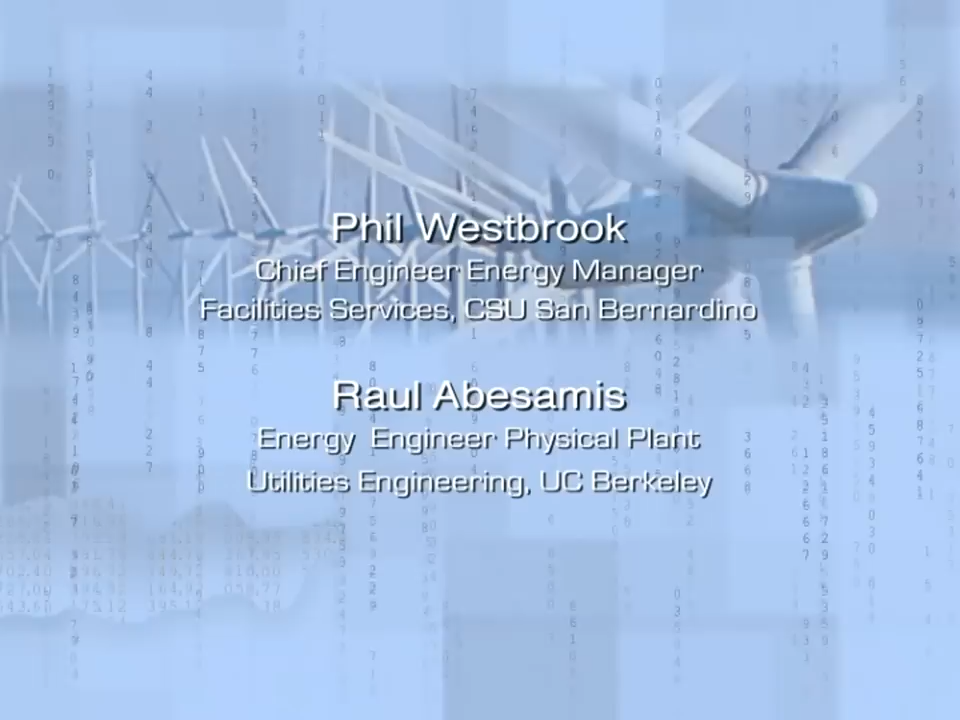 Phil Westbrook
Chief Engineer Energy Manager
Facilities Services, CSU San Bernardino
Raul Abesamis
Energy Engineer Physical Plant
Utilities Engineering, UC Berkeley